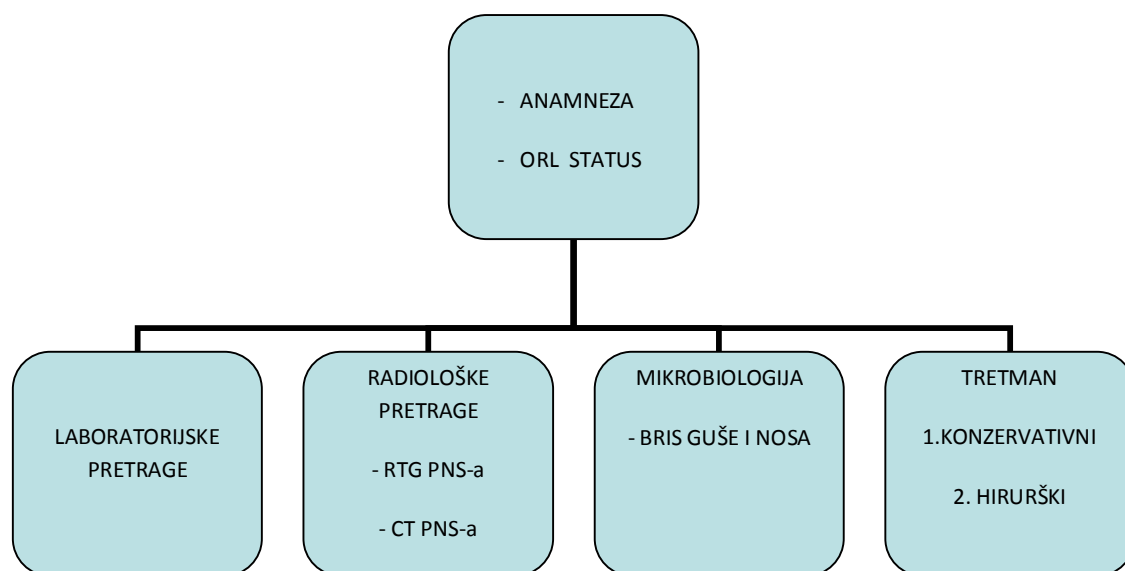 - ANAMNEZA
- ORL STATUS
LABORATORIJSKE
PRETRAGE
RADIOLOŠKE
PRETRAGE
- RTG PNS-a
- CT PNS-a
MIKROBIOLOGIJA
- BRIS GUŠE I NOSA
TRETMAN
1.KONZERVATIVNI
2. HIRURŠKI